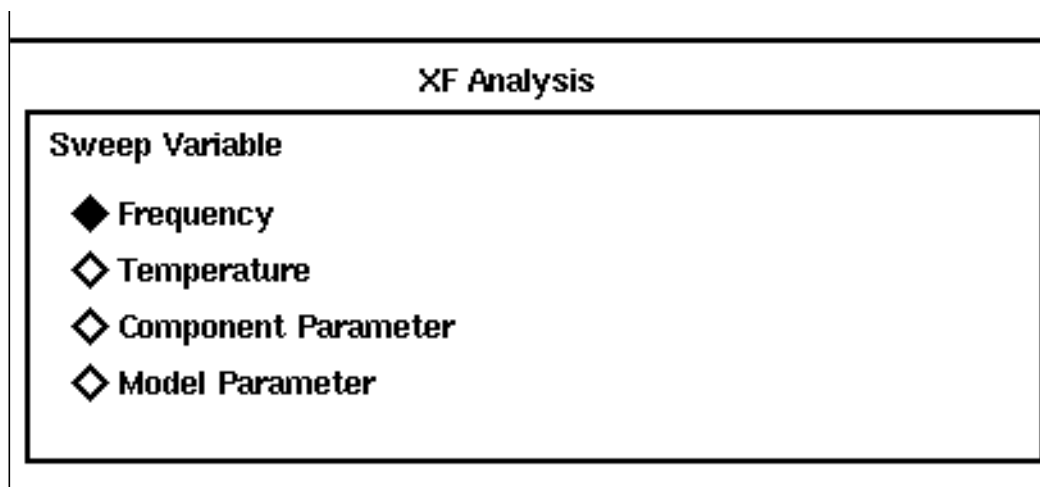 XF Analysis
Sweep Variable
Frequency
Temperature
Component Parameter
Model Parameter